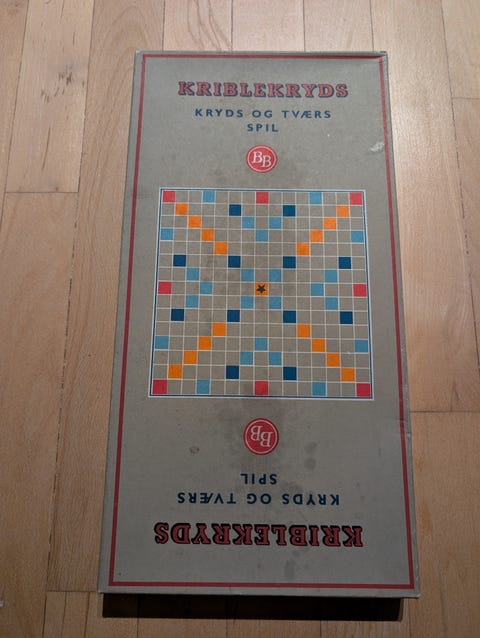 KRIBLEKRYDS
KRYDS OG TVÆRS
SPIL
BB
BB
SPIL
KRYDS OG TVÆRS
KRIBLEKRYDS